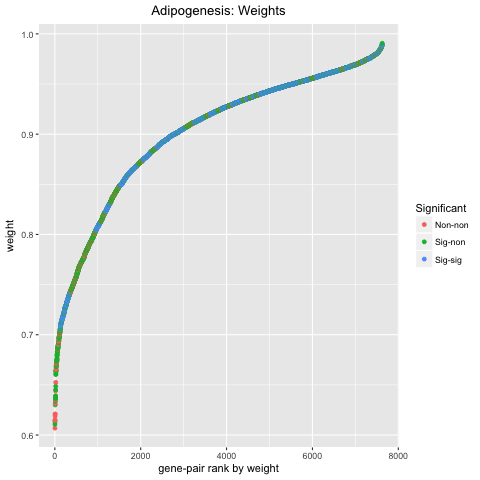 Adipogenesis: Weights
1.0
0.9
0.8
0.7
0.6
weight
0
2000
4000
6000
8000
gene-pair rank by weight
Significant
Non-non
Sig-non
Sig-sig